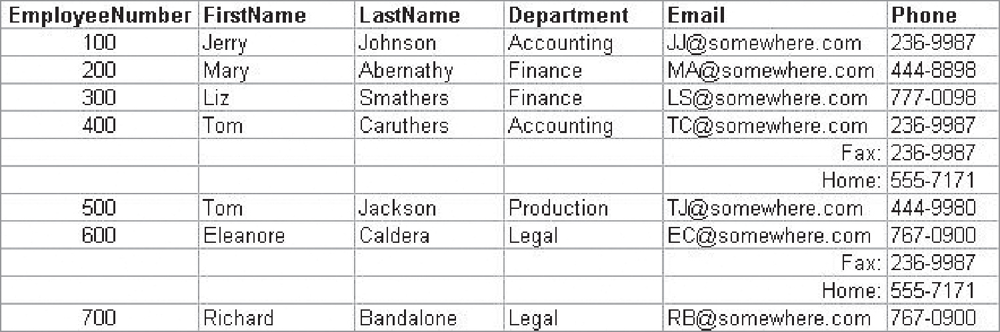 EmployeeNumber FirstName LastName Department Email Phone
100 Jerry Johnson Accounting JJ@somewhere.com 236-9987
200 Mary Abernathy Finance MA@somewhere.com 444-8898
300 Liz Smathers Finance LS@somewhere.com 777-0098
400 Tom Caruthers Accounting TC@somewhere.com 236-9987
Fax: 236-9987
Home: 555-7171
500 Tom Jackson Production TJ@somewhere.com 444-9980
600 Eleanore Caldera Legal EC@somewhere.com 767-0900
Fax: 236-9987
Home: 555-7171
700 Richard Bandalone Legal RB@somewhere.com 767-0900